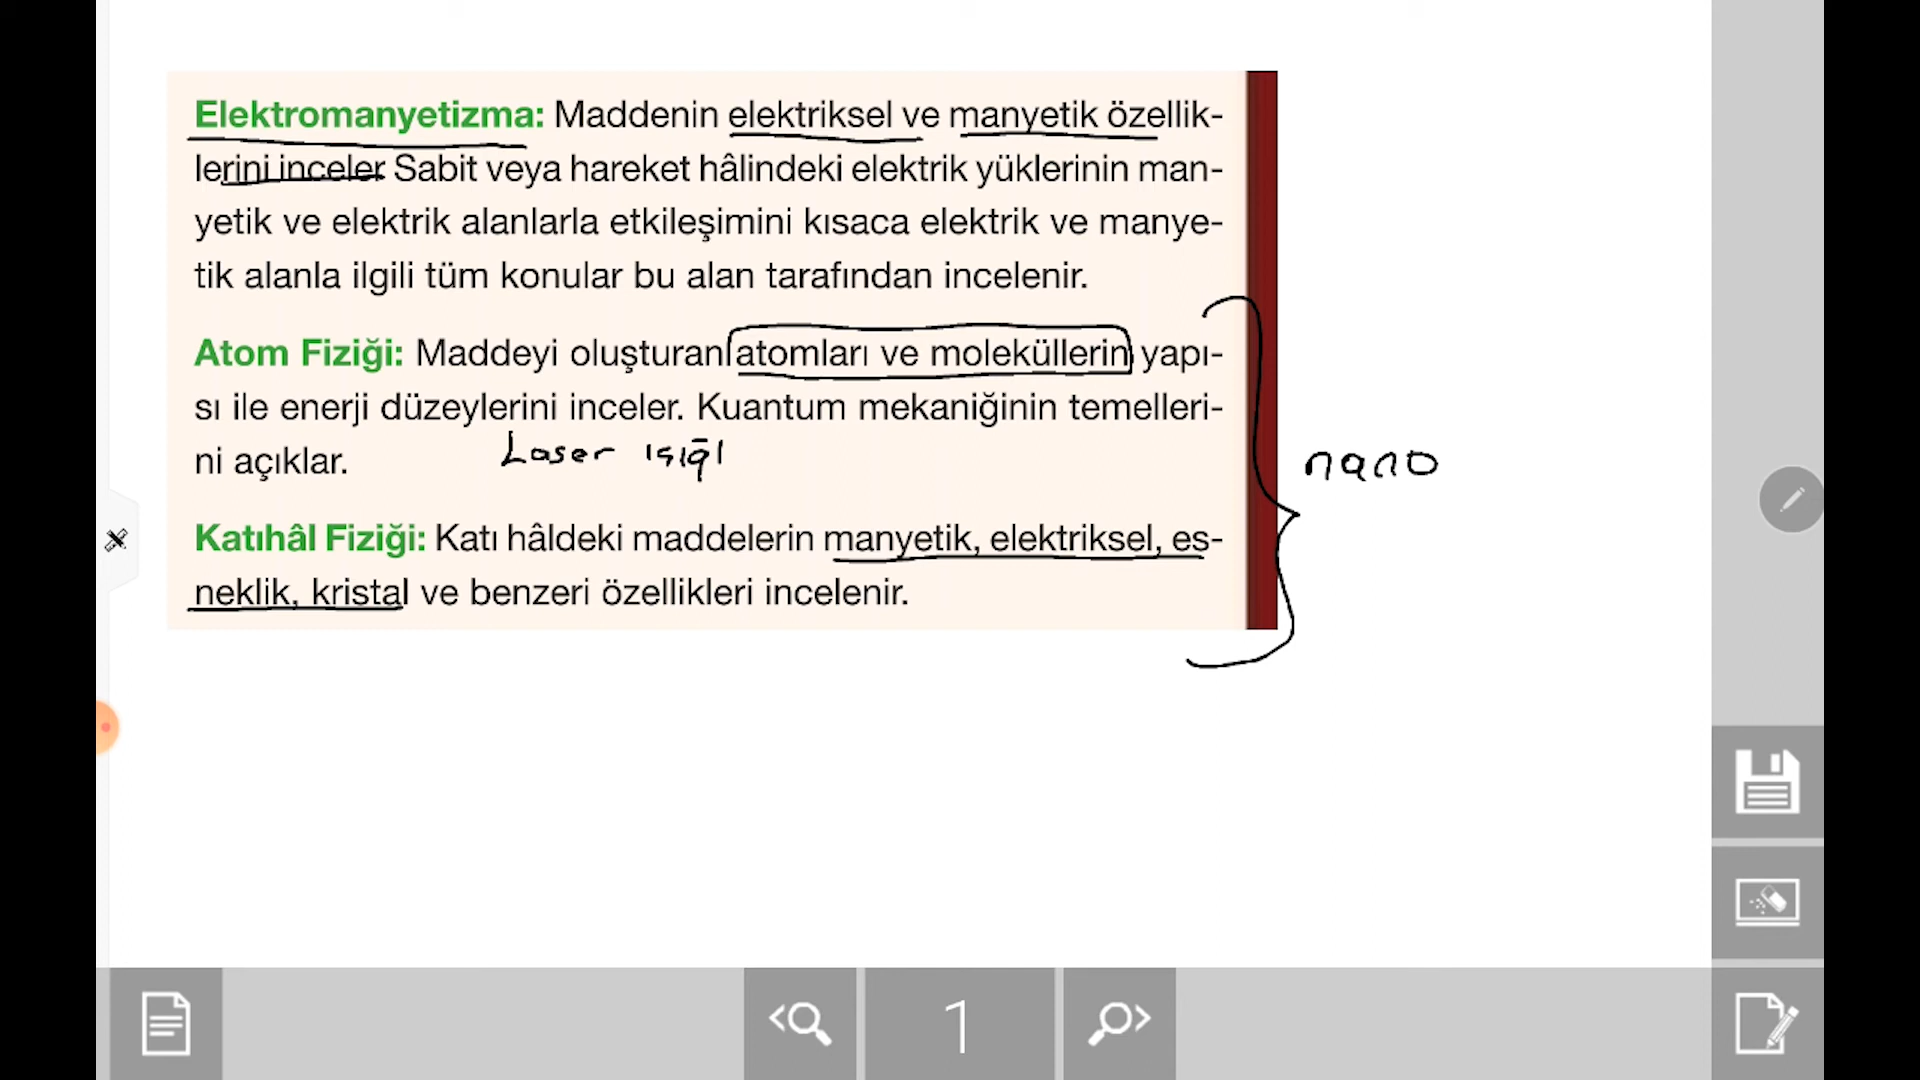 Elektromanyetizma: Maddenin elektriksel ve manyetik özellik-
lerini inceler. Sabit veya hareket hâlindeki elektrik yüklerinin man-
yetik ve elektrik alanlarla etkileşimini kısaca elektrik ve manye-
tik alanla ilgili tüm konular bu alan tarafından incelenir.
Atom Fiziği: Maddeyi oluşturan atomları ve moleküllerin yapı-
sı ile enerji düzeylerini inceler. Kuantum mekaniğinin temelleri-
ni açıklar.
Laser ışığı
nano
Katıhâl Fiziği: Katı hâldeki maddelerin manyetik, elektriksel, es-
neklik, kristal ve benzeri özellikleri incelenir.
1